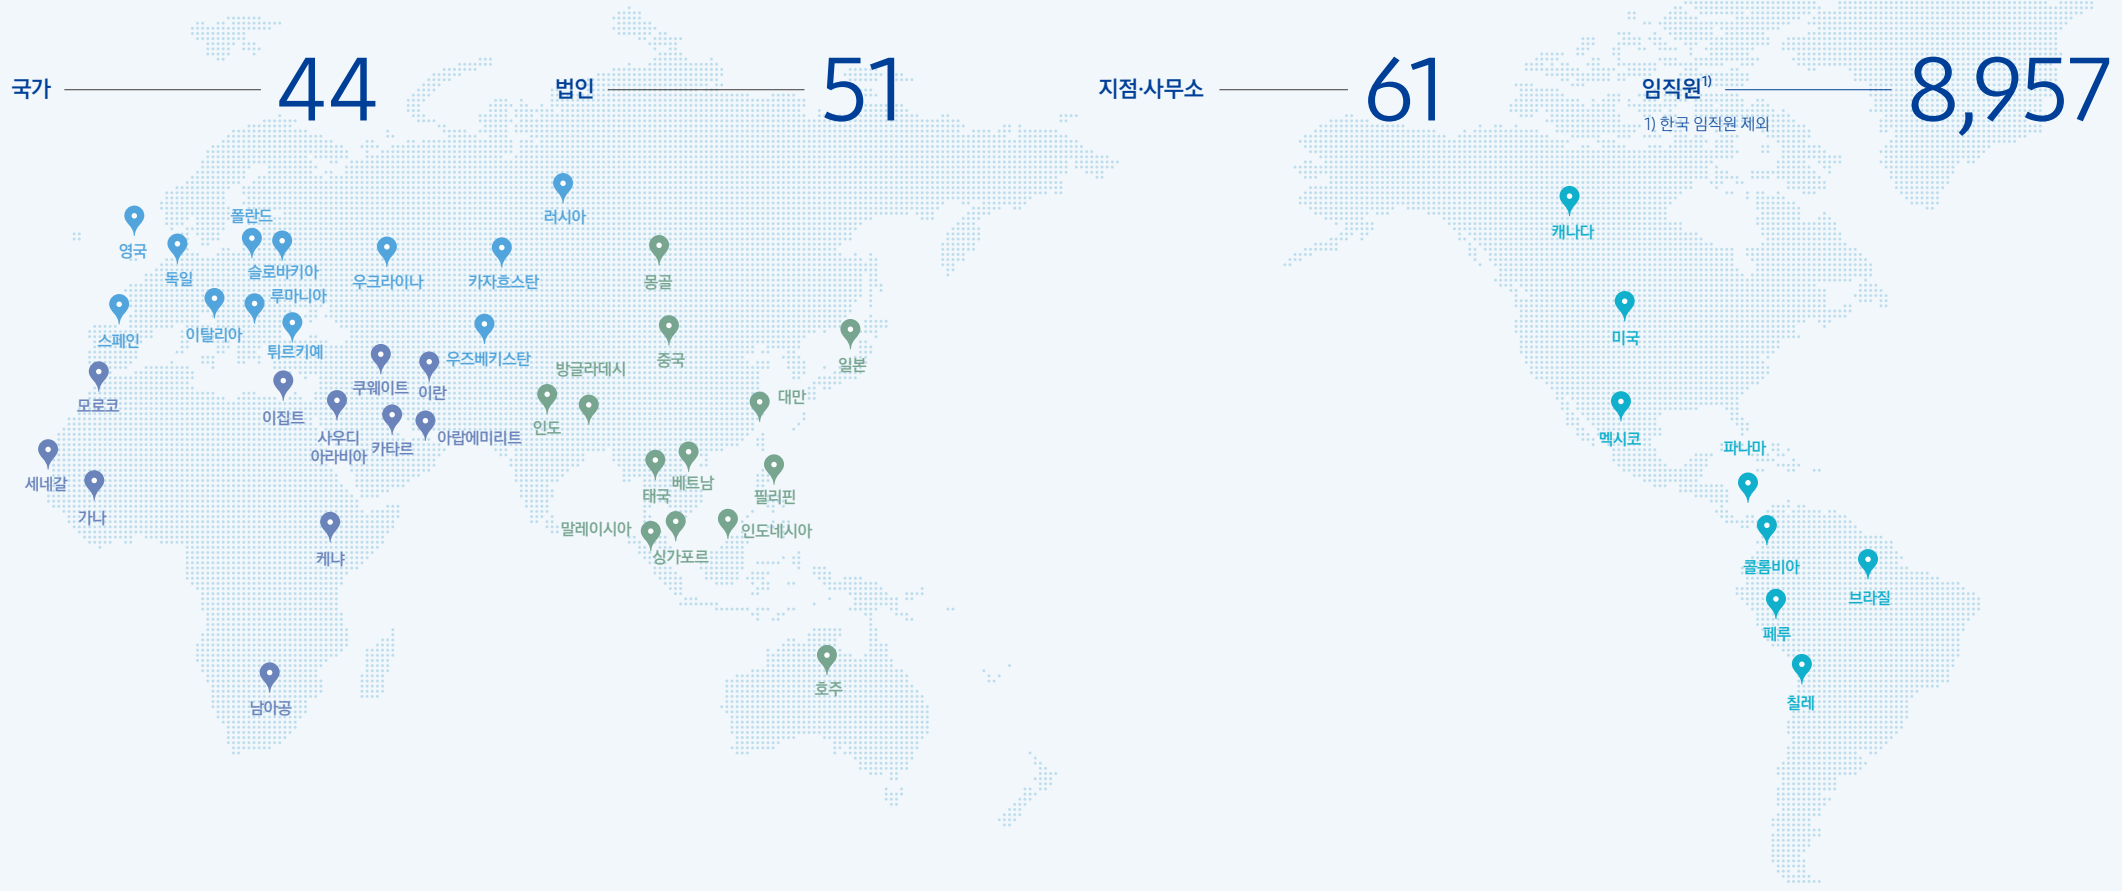 국가 44
법인 51
지점·사무소 61
임직원1) 8,957
1) 한국 임직원 제외
러시아
폴란드
영국
캐나다
독일
슬로바키아
우크라이나
카자흐스탄
몽골
루마니아
스페인
이탈리아
튀르키예
미국
우즈베키스탄
중국
일본
방글라데시
쿠웨이트
이란
모로코
대만
이집트
인도
사우디
아라비아
카타르
아랍에미리트
멕시코
파나마
세네갈
태국
베트남
필리핀
가나
말레이시아
인도네시아
케냐
싱가포르
콜롬비아
브라질
페루
호주
남아공
칠레